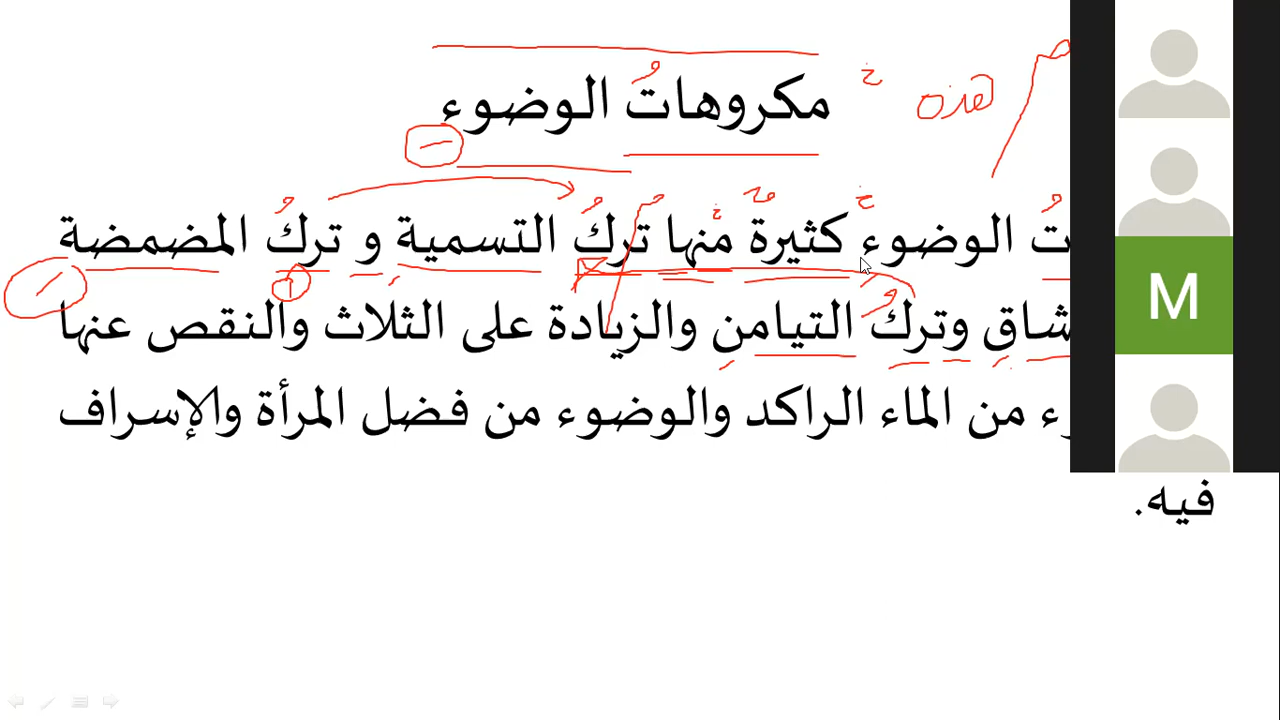 مكروهاتُ الوضوء هذه
الوضوء كثيرة منها تركُ التسمية و تركُ المضمضة
وتركُ التيامن والزيادة على الثلاث والنقص عنها
من الماء الراكد والوضوء من فضل المرأة والإسراف
فيه.
M